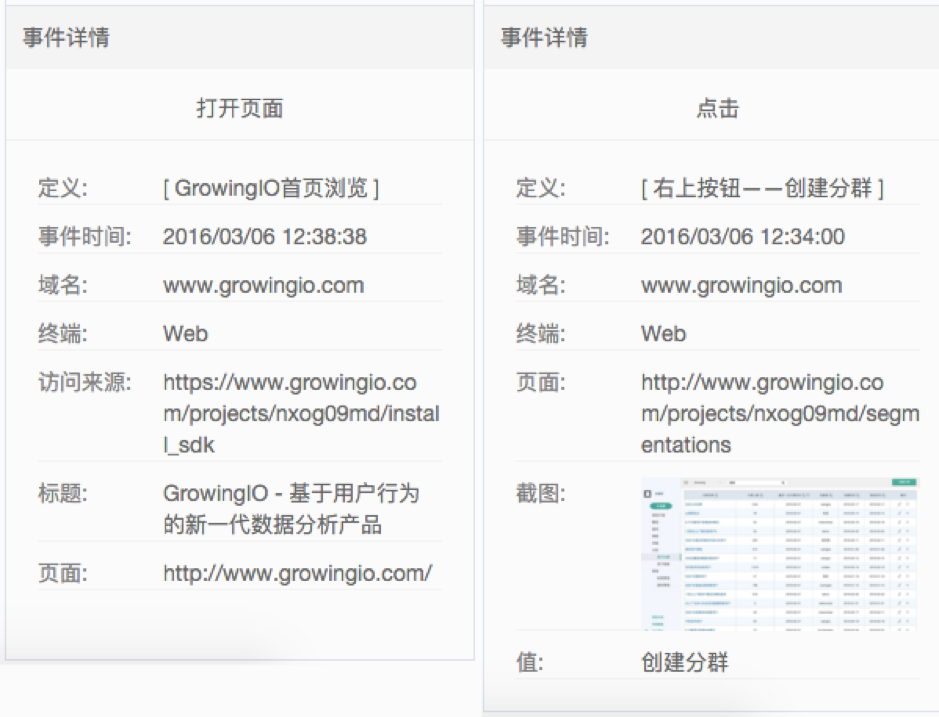 事件详情
打开页面
定义: [ GrowingIO首页浏览 ]
事件时间: 2016/03/06 12:38:38
域名: www.growingio.com
终端: Web
访问来源: https://www.growingio.co
m/projects/nxog09md/instal
l_sdk
标题: GrowingIO - 基于用户行为
的新一代数据分析产品
页面: http://www.growingio.com/
事件详情
点击
定义: [ 右上按钮——创建分群 ]
事件时间: 2016/03/06 12:34:00
域名: www.growingio.com
终端: Web
页面: http://www.growingio.co
m/projects/nxog09md/segm
entations
截图:
值: 创建分群